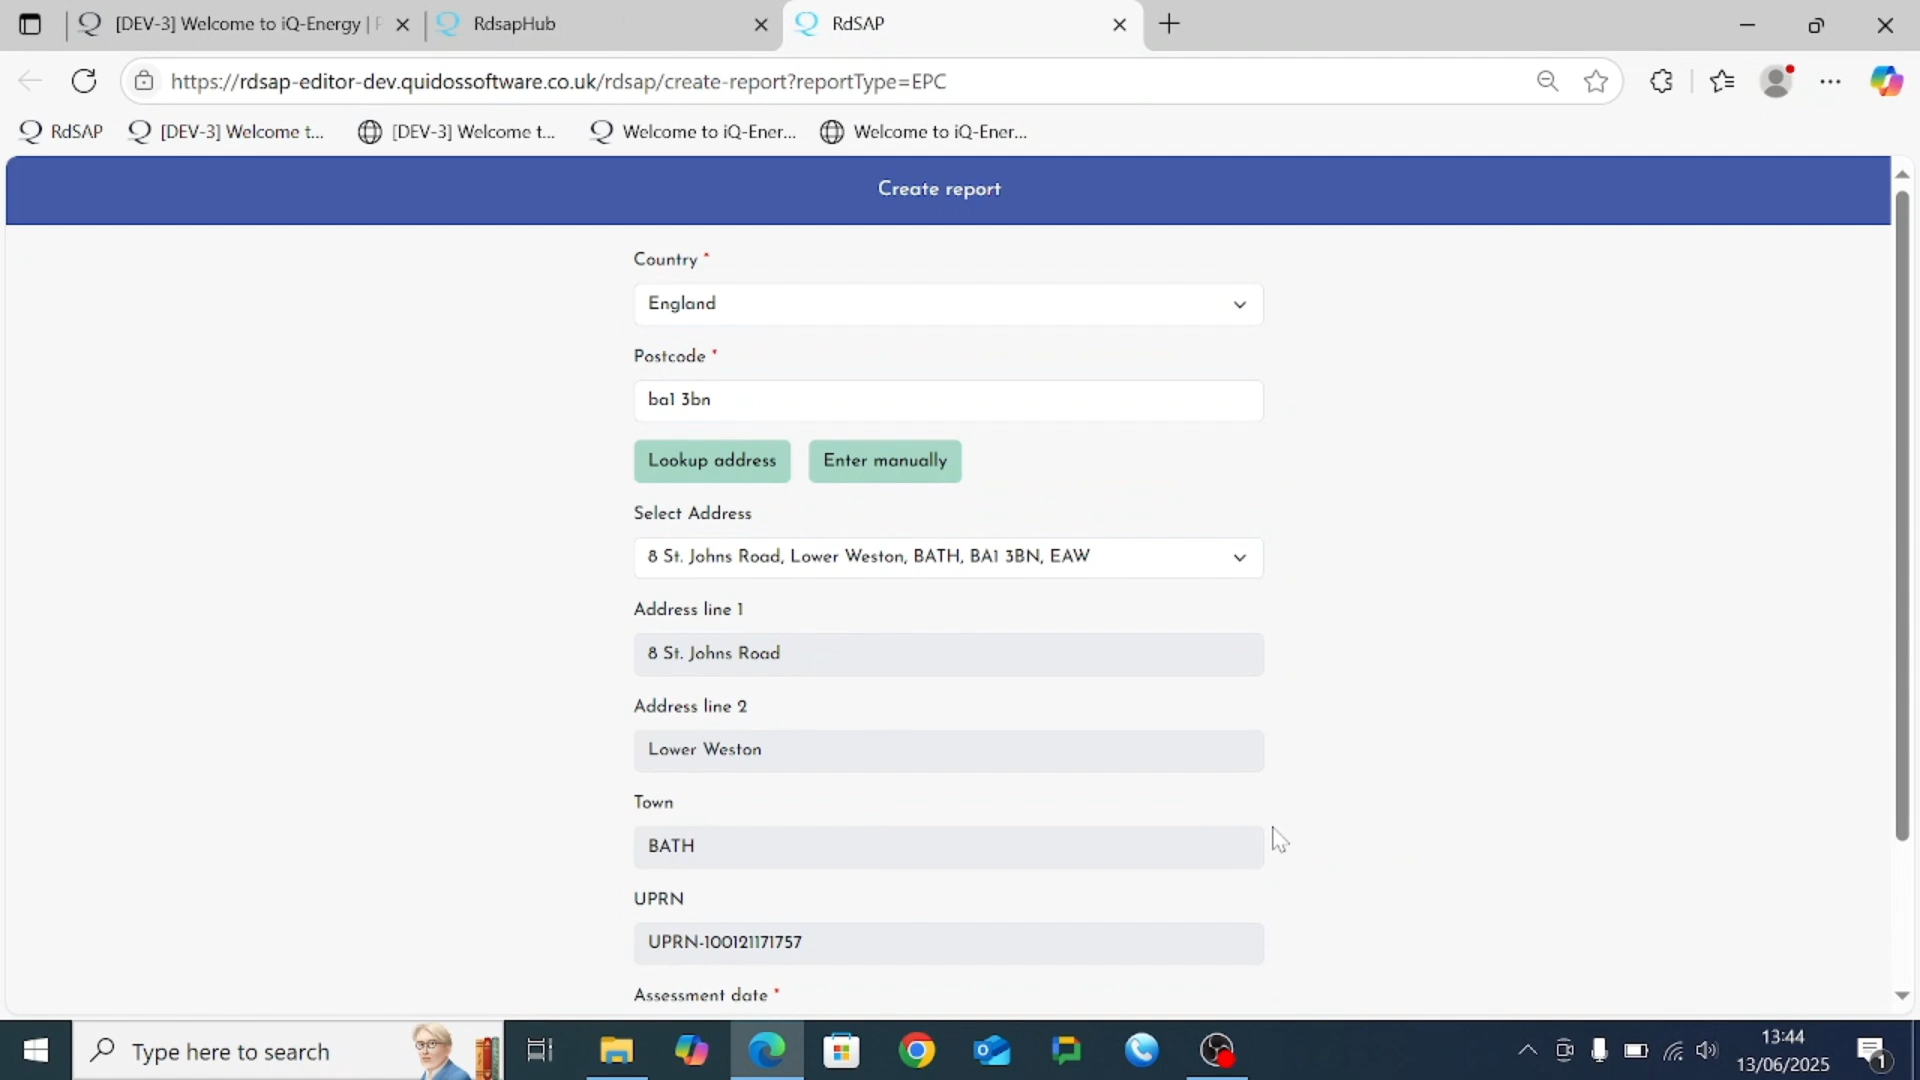 [DEV-3] Welcome to iQ-Energy |
RdsapHub
RdSAP
https://rdsap-editor-dev.quidossoftware.co.uk/rdsap/create-report?reportType=EPC
RdSAP
[DEV-3] Welcome t...
[DEV-3] Welcome t...
Welcome to iQ-Ener...
Welcome to iQ-Ener...
Create report
Country *
England
Postcode *
ba1 3bn
Lookup address
Enter manually
Select Address
8 St. Johns Road, Lower Weston, BATH, BA1 3BN, EAW
Address line 1
8 St. Johns Road
Address line 2
Lower Weston
Town
BATH
UPRN
UPRN-100121171757
Assessment date *
Type here to search
13:44
13/06/2025
1